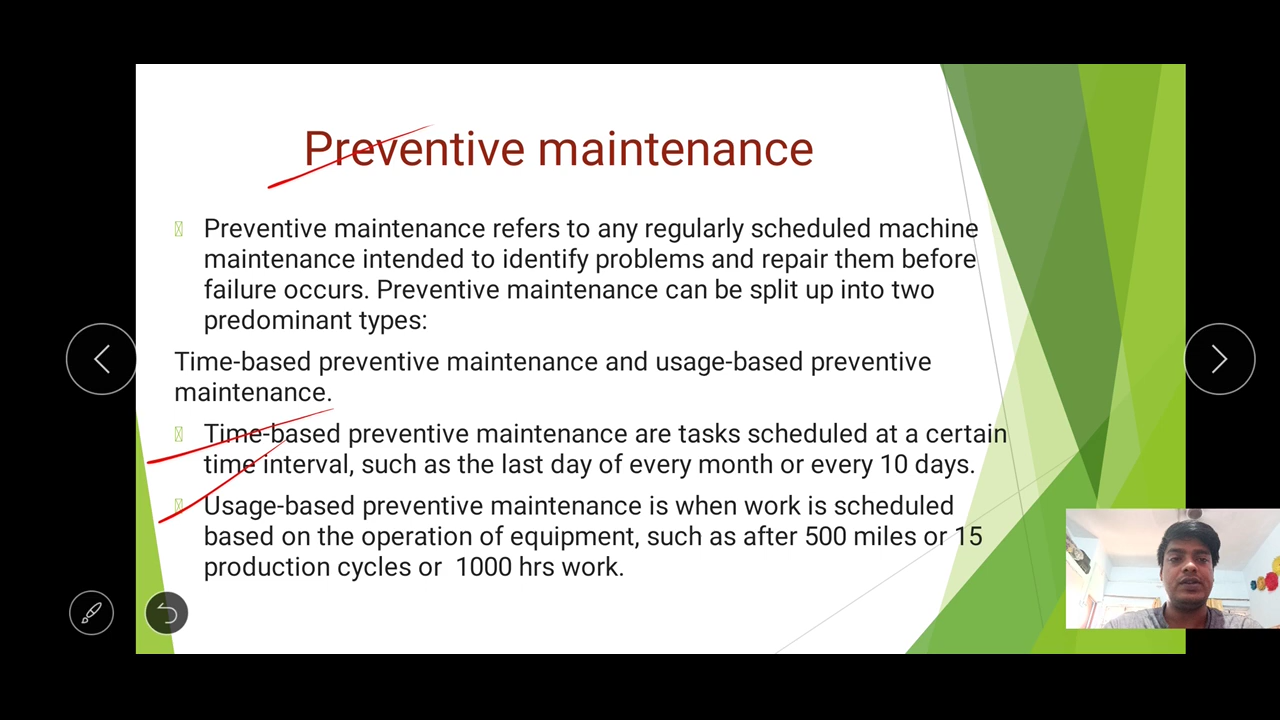 Preventive maintenance
Preventive maintenance refers to any regularly scheduled machine
maintenance intended to identify problems and repair them before
failure occurs. Preventive maintenance can be split up into two
predominant types:
Time-based preventive maintenance and usage-based preventive
maintenance.
Time-based preventive maintenance are tasks scheduled at a certain
time interval, such as the last day of every month or every 10 days.
Usage-based preventive maintenance is when work is scheduled
based on the operation of equipment, such as after 500 miles or 15
production cycles or  1000 hrs work.